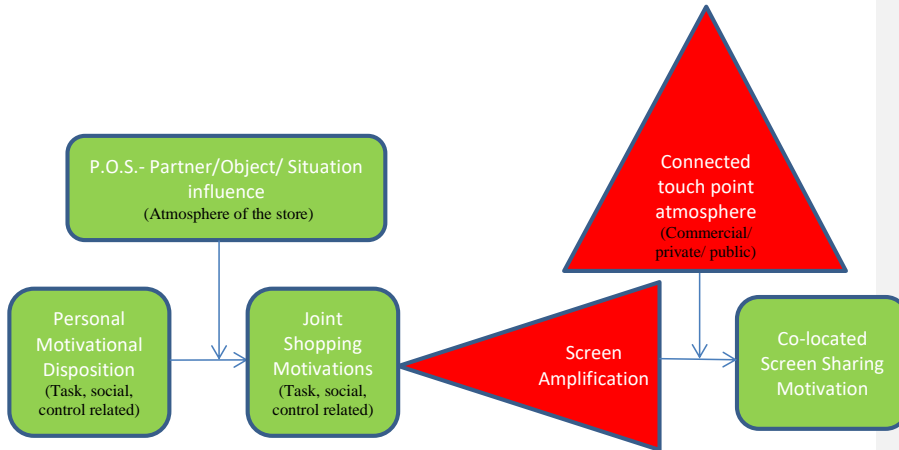 P.O.S.- Partner/Object/ Situation
influence
(Atmosphere of the store)
Connected
touch point
atmosphere
(Commercial/
private/ public)
Personal
Motivational
Disposition
(Task, social,
control related)
Joint
Shopping
Motivations
(Task, social,
control related)
Screen
Amplification
Co-located
Screen Sharing
Motivation